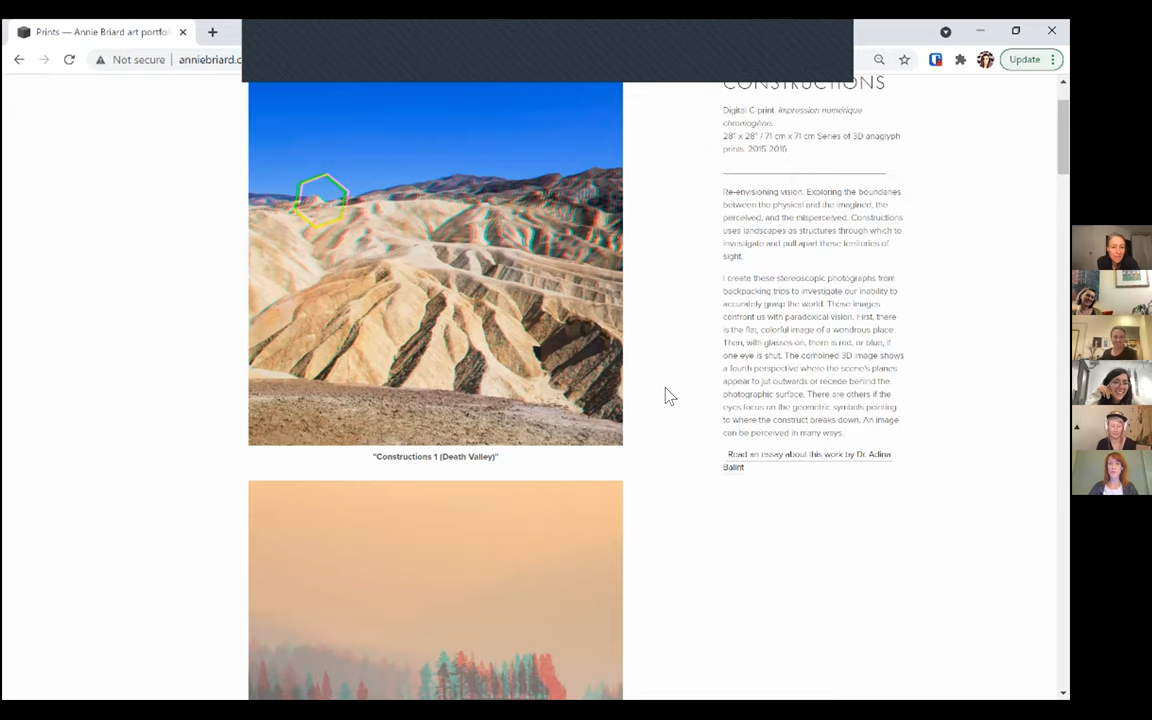 Prints — Annie Briard art portfo
Not secure
anniebriard.c
Update
CONSTRUCTIONS
Digital C-print. Impression numérique
chromogène.
28" x 28" / 71 cm x 71 cm Series of 3D anaglyph
prints. 2015-2016
Re-envisioning vision. Exploring the boundaries
between the physical and the imagined, the
perceived, and the misperceived. Constructions
uses landscapes as structures through which to
investigate and pull apart these territories of
sight.
I create these stereoscopic photographs from
backpacking trips to investigate our inability to
accurately grasp the world. These images
confront us with paradoxical vision. First, there
is the flat, colorful image of a wondrous place.
Then, with glasses on, there is red, or blue, if
one eye is shut. The combined 3D image shows
a fourth perspective where the scene's planes
appear to jut outwards or recede behind the
photographic surface. There are others if the
eyes focus on the geometric symbols pointing
to where the construct breaks down. An image
can be perceived in many ways.
Read an essay about this work by Dr. Adina
Balint
"Constructions 1 (Death Valley)"